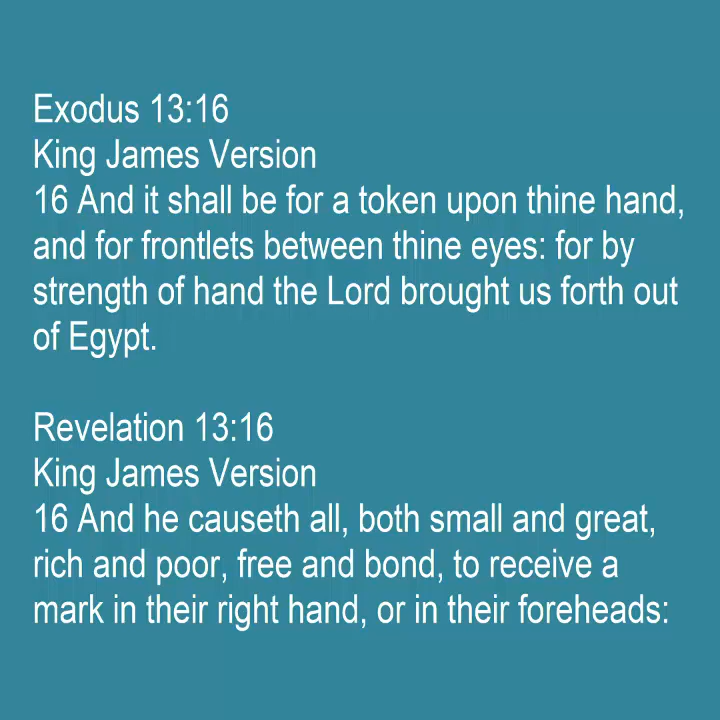 Exodus 13:16
King James Version
16 And it shall be for a token upon thine hand,
and for frontlets between thine eyes: for by
strength of hand the Lord brought us forth out
of Egypt.
Revelation 13:16
King James Version
16 And he causeth all, both small and great,
rich and poor, free and bond, to receive a
mark in their right hand, or in their foreheads: